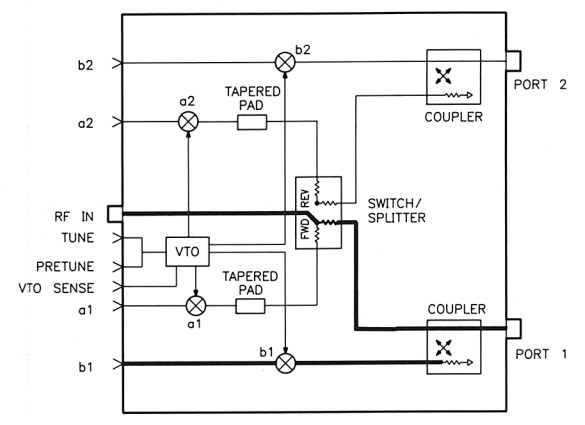 b2
b2
PORT 2
COUPLER
a2
a2
TAPERED
PAD
REV
FWD
SWITCH/
SPLITTER
RF IN
TUNE
PRETUNE
VTO SENSE
VTO
a1
a1
TAPERED
PAD
COUPLER
PORT 1
b1
b1